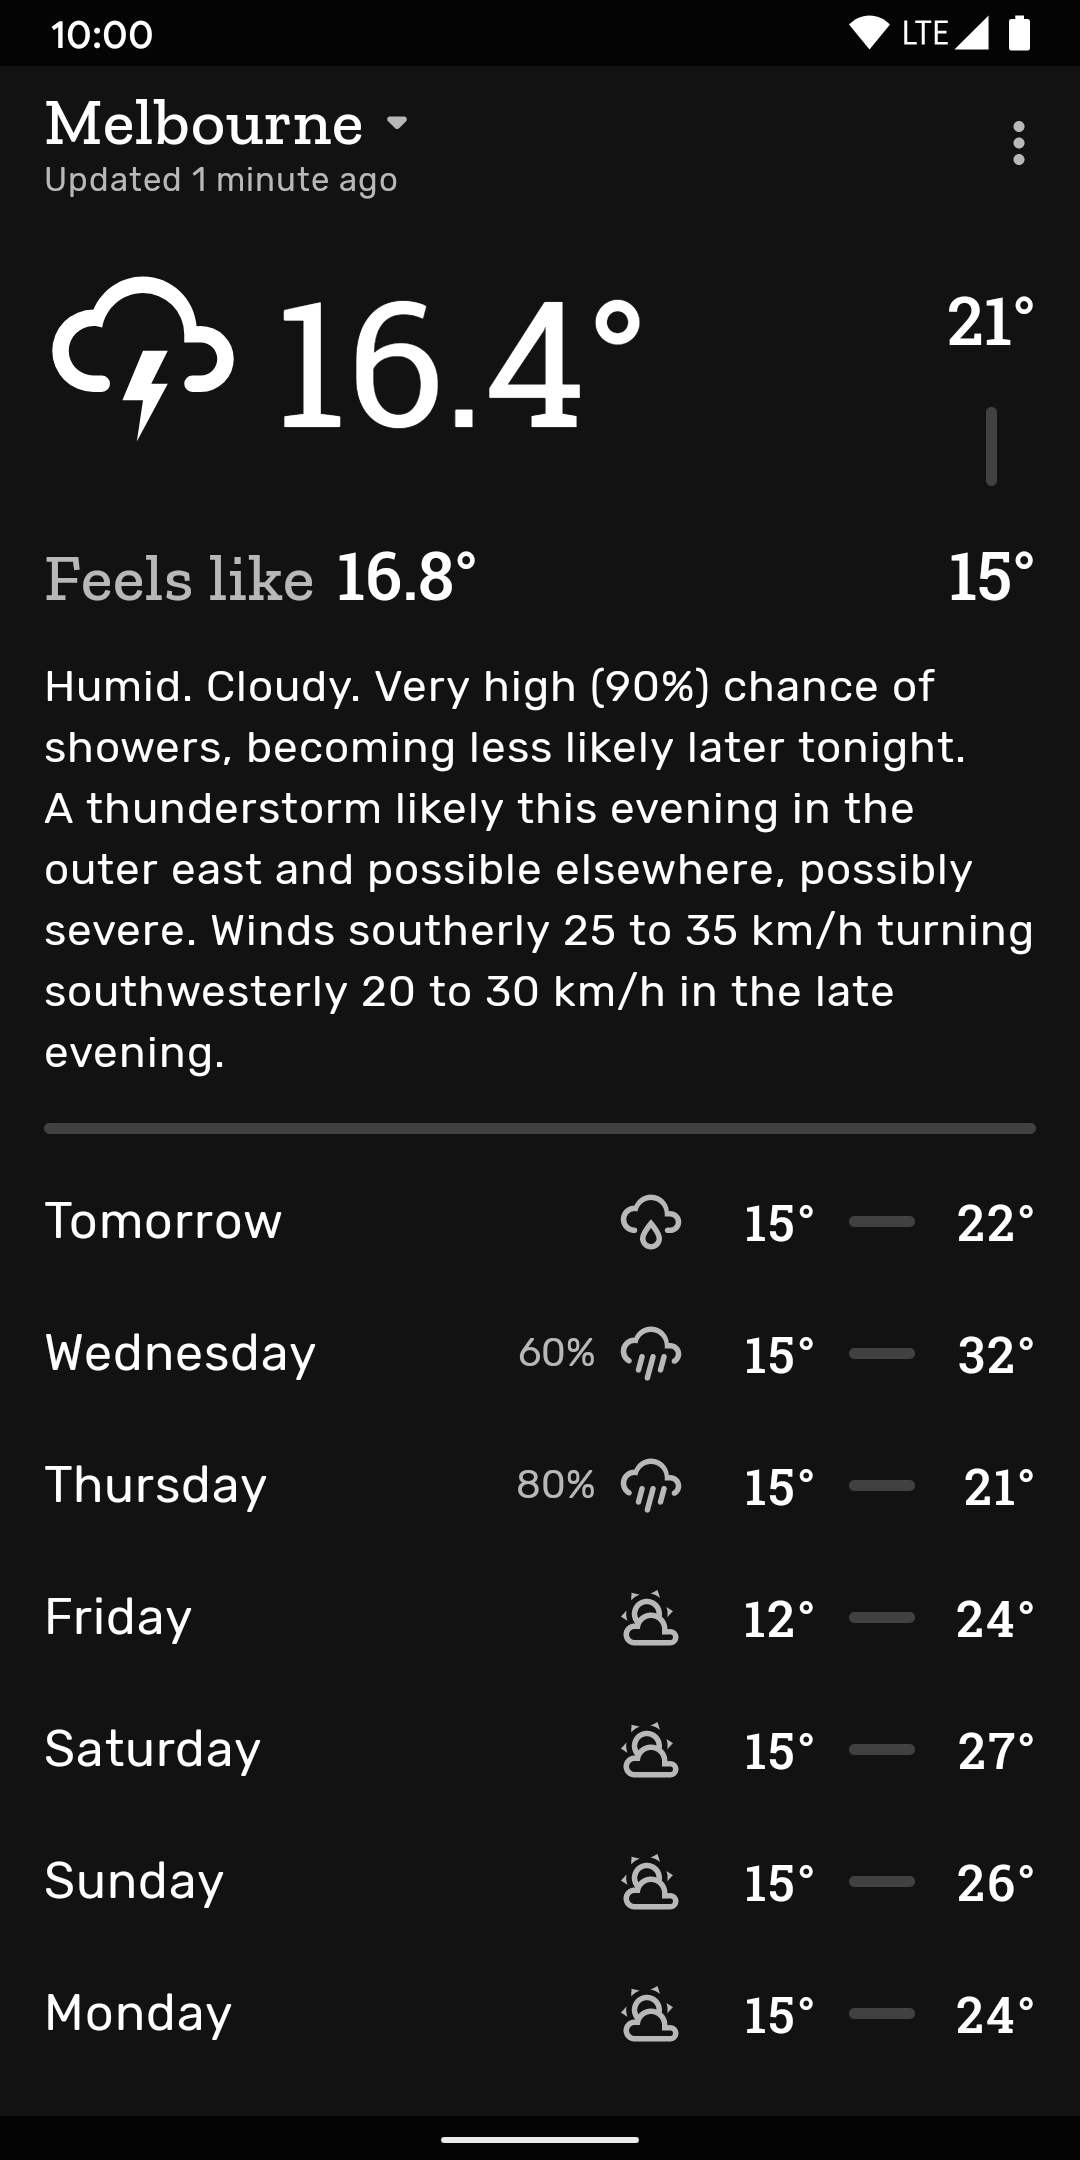 10:00
LTE
Melbourne
Updated 1 minute ago
16.4°
21°
Feels like 16.8°
15°
Humid. Cloudy. Very high (90%) chance of
showers, becoming less likely later tonight.
A thunderstorm likely this evening in the
outer east and possible elsewhere, possibly
severe. Winds southerly 25 to 35 km/h turning
southwesterly 20 to 30 km/h in the late
evening.
Tomorrow 15° 22°
Wednesday 60% 15° 32°
Thursday 80% 15° 21°
Friday 12° 24°
Saturday 15° 27°
Sunday 15° 26°
Monday 15° 24°